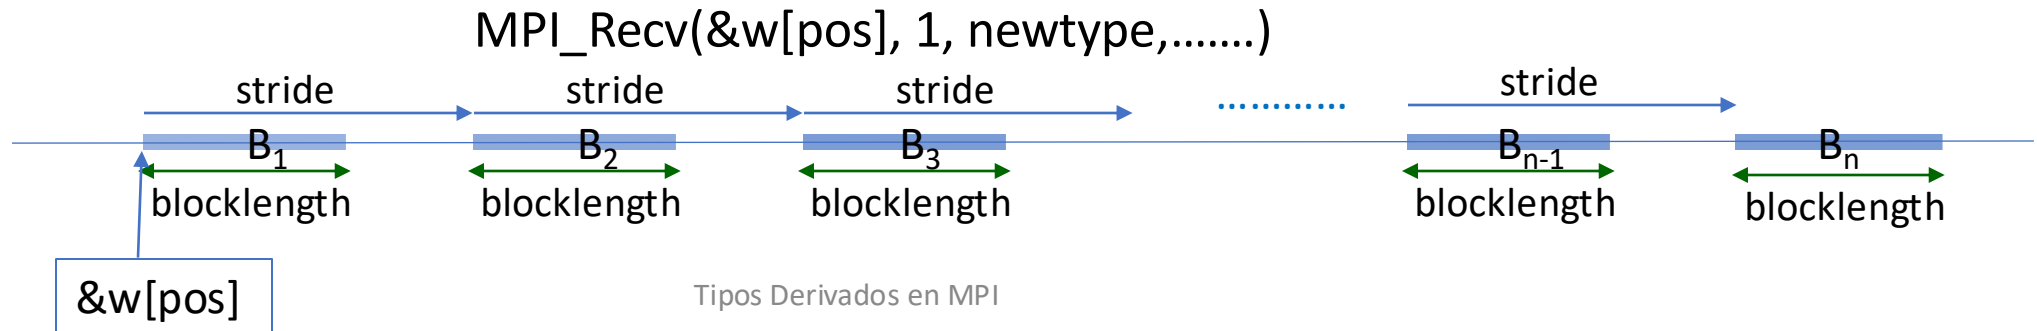 MPI_Recv(&w[pos], 1, newtype,.......)
stride stride stride ........... stride
B1 B2 B3 Bn-1 Bn
blocklength blocklength blocklength blocklength blocklength
&w[pos]
Tipos Derivados en MPI